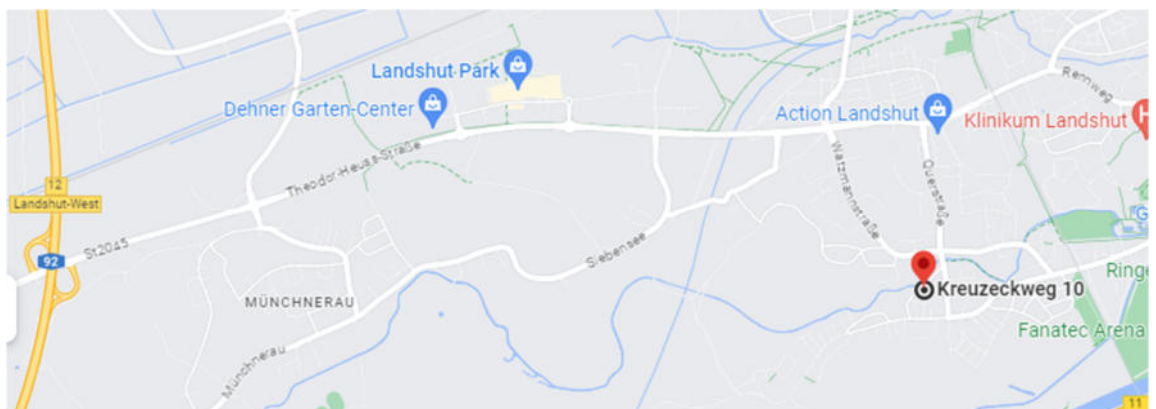 Landshut Park
Dehner Garten-Center
Rennweg
Action Landshut
Klinikum Landshut
H
Theodor-Heuss-Straße
Watzmannstraße
Querstraße
12
Landshut-West
St2045
92
Siebensee
G
MÜNCHNERAU
Kreuzeckweg 10
Ringe
Fanatec Arena
Münchnerau
11